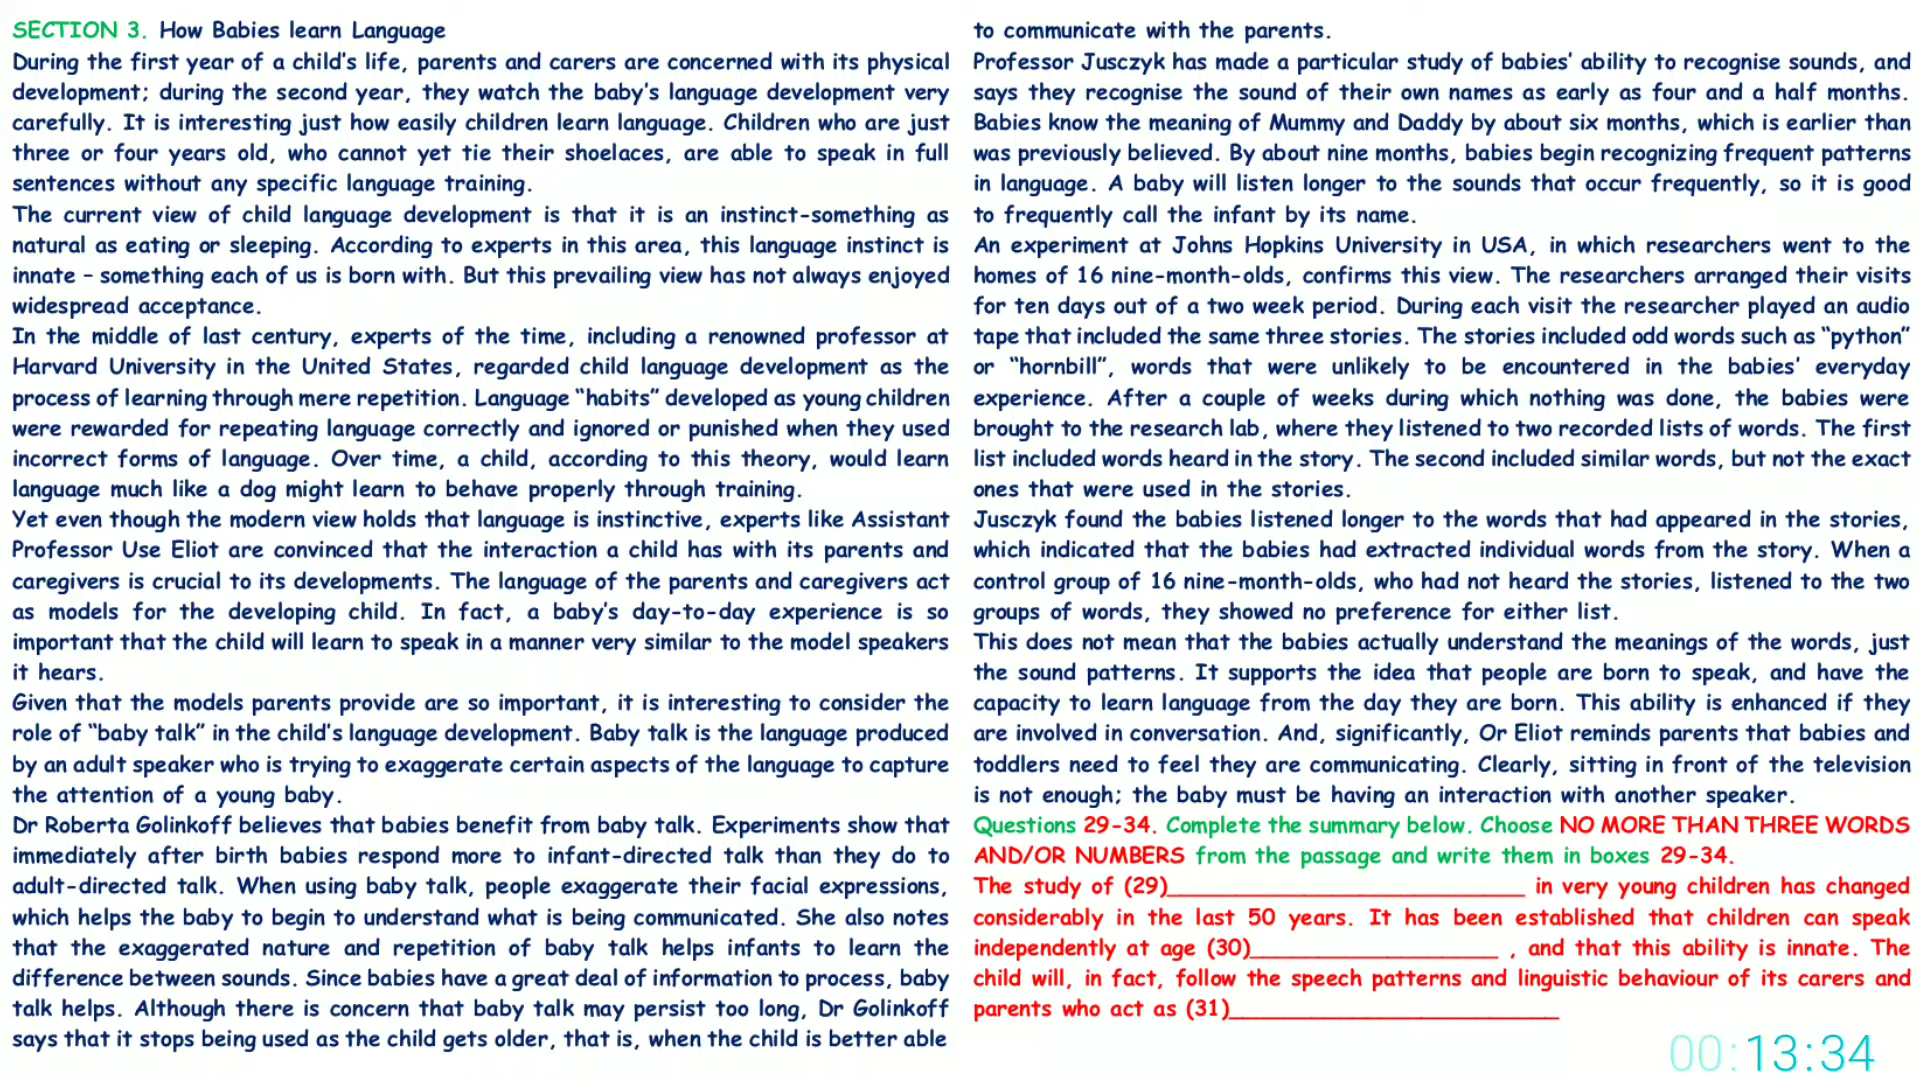 SECTION 3. How Babies learn Language
During the first year of a child's life, parents and carers are concerned with its physical
development; during the second year, they watch the baby's language development very
carefully. It is interesting just how easily children learn language. Children who are just
three or four years old, who cannot yet tie their shoelaces, are able to speak in full
sentences without any specific language training.
The current view of child language development is that it is an instinct-something as
natural as eating or sleeping. According to experts in this area, this language instinct is
innate – something each of us is born with. But this prevailing view has not always enjoyed
widespread acceptance.
In the middle of last century, experts of the time, including a renowned professor at
Harvard University in the United States, regarded child language development as the
process of learning through mere repetition. Language “habits” developed as young children
were rewarded for repeating language correctly and ignored or punished when they used
incorrect forms of language. Over time, a child, according to this theory, would learn
language much like a dog might learn to behave properly through training.
Yet even though the modern view holds that language is instinctive, experts like Assistant
Professor Use Eliot are convinced that the interaction a child has with its parents and
caregivers is crucial to its developments. The language of the parents and caregivers act
as models for the developing child. In fact, a baby's day-to-day experience is so
important that the child will learn to speak in a manner very similar to the model speakers
it hears.
Given that the models parents provide are so important, it is interesting to consider the
role of “baby talk” in the child's language development. Baby talk is the language produced
by an adult speaker who is trying to exaggerate certain aspects of the language to capture
the attention of a young baby.
Dr Roberta Golinkoff believes that babies benefit from baby talk. Experiments show that
immediately after birth babies respond more to infant-directed talk than they do to
adult-directed talk. When using baby talk, people exaggerate their facial expressions,
which helps the baby to begin to understand what is being communicated. She also notes
that the exaggerated nature and repetition of baby talk helps infants to learn the
difference between sounds. Since babies have a great deal of information to process, baby
talk helps. Although there is concern that baby talk may persist too long, Dr Golinkoff
says that it stops being used as the child gets older, that is, when the child is better able
to communicate with the parents.
Professor Jusczyk has made a particular study of babies' ability to recognise sounds, and
says they recognise the sound of their own names as early as four and a half months.
Babies know the meaning of Mummy and Daddy by about six months, which is earlier than
was previously believed. By about nine months, babies begin recognizing frequent patterns
in language. A baby will listen longer to the sounds that occur frequently, so it is good
to frequently call the infant by its name.
An experiment at Johns Hopkins University in USA, in which researchers went to the
homes of 16 nine-month-olds, confirms this view. The researchers arranged their visits
for ten days out of a two week period. During each visit the researcher played an audio
tape that included the same three stories. The stories included odd words such as “python”
or “hornbill”, words that were unlikely to be encountered in the babies' everyday
experience. After a couple of weeks during which nothing was done, the babies were
brought to the research lab, where they listened to two recorded lists of words. The first
list included words heard in the story. The second included similar words, but not the exact
ones that were used in the stories.
Jusczyk found the babies listened longer to the words that had appeared in the stories,
which indicated that the babies had extracted individual words from the story. When a
control group of 16 nine-month-olds, who had not heard the stories, listened to the two
groups of words, they showed no preference for either list.
This does not mean that the babies actually understand the meanings of the words, just
the sound patterns. It supports the idea that people are born to speak, and have the
capacity to learn language from the day they are born. This ability is enhanced if they
are involved in conversation. And, significantly, Or Eliot reminds parents that babies and
toddlers need to feel they are communicating. Clearly, sitting in front of the television
is not enough; the baby must be having an interaction with another speaker.
Questions 29-34. Complete the summary below. Choose NO MORE THAN THREE WORDS
AND/OR NUMBERS from the passage and write them in boxes 29-34.
The study of (29)__________________________ in very young children has changed
considerably in the last 50 years. It has been established that children can speak
independently at age (30)__________________ , and that this ability is innate. The
child will, in fact, follow the speech patterns and linguistic behaviour of its carers and
parents who act as (31)________________________
00:13:34